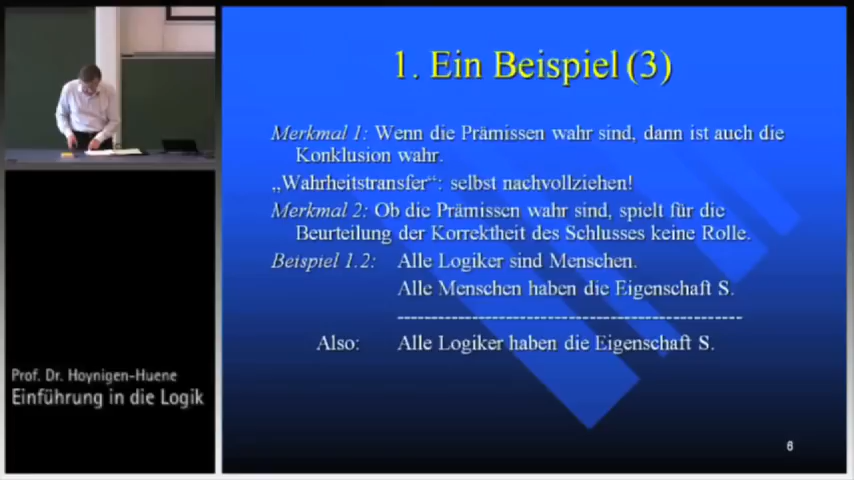 1. Ein Beispiel (3)
Merkmal 1: Wenn die Prämissen wahr sind, dann ist auch die
Konklusion wahr.
„Wahrheitstransfer“: selbst nachvollziehen!
Merkmal 2: Ob die Prämissen wahr sind, spielt für die
Beurteilung der Korrektheit des Schlusses keine Rolle.
Beispiel 1.2: Alle Logiker sind Menschen.
Alle Menschen haben die Eigenschaft S.
-------------------------------------------------
Also: Alle Logiker haben die Eigenschaft S.
6
Prof. Dr. Hoynigen-Huene
Einführung in die Logik